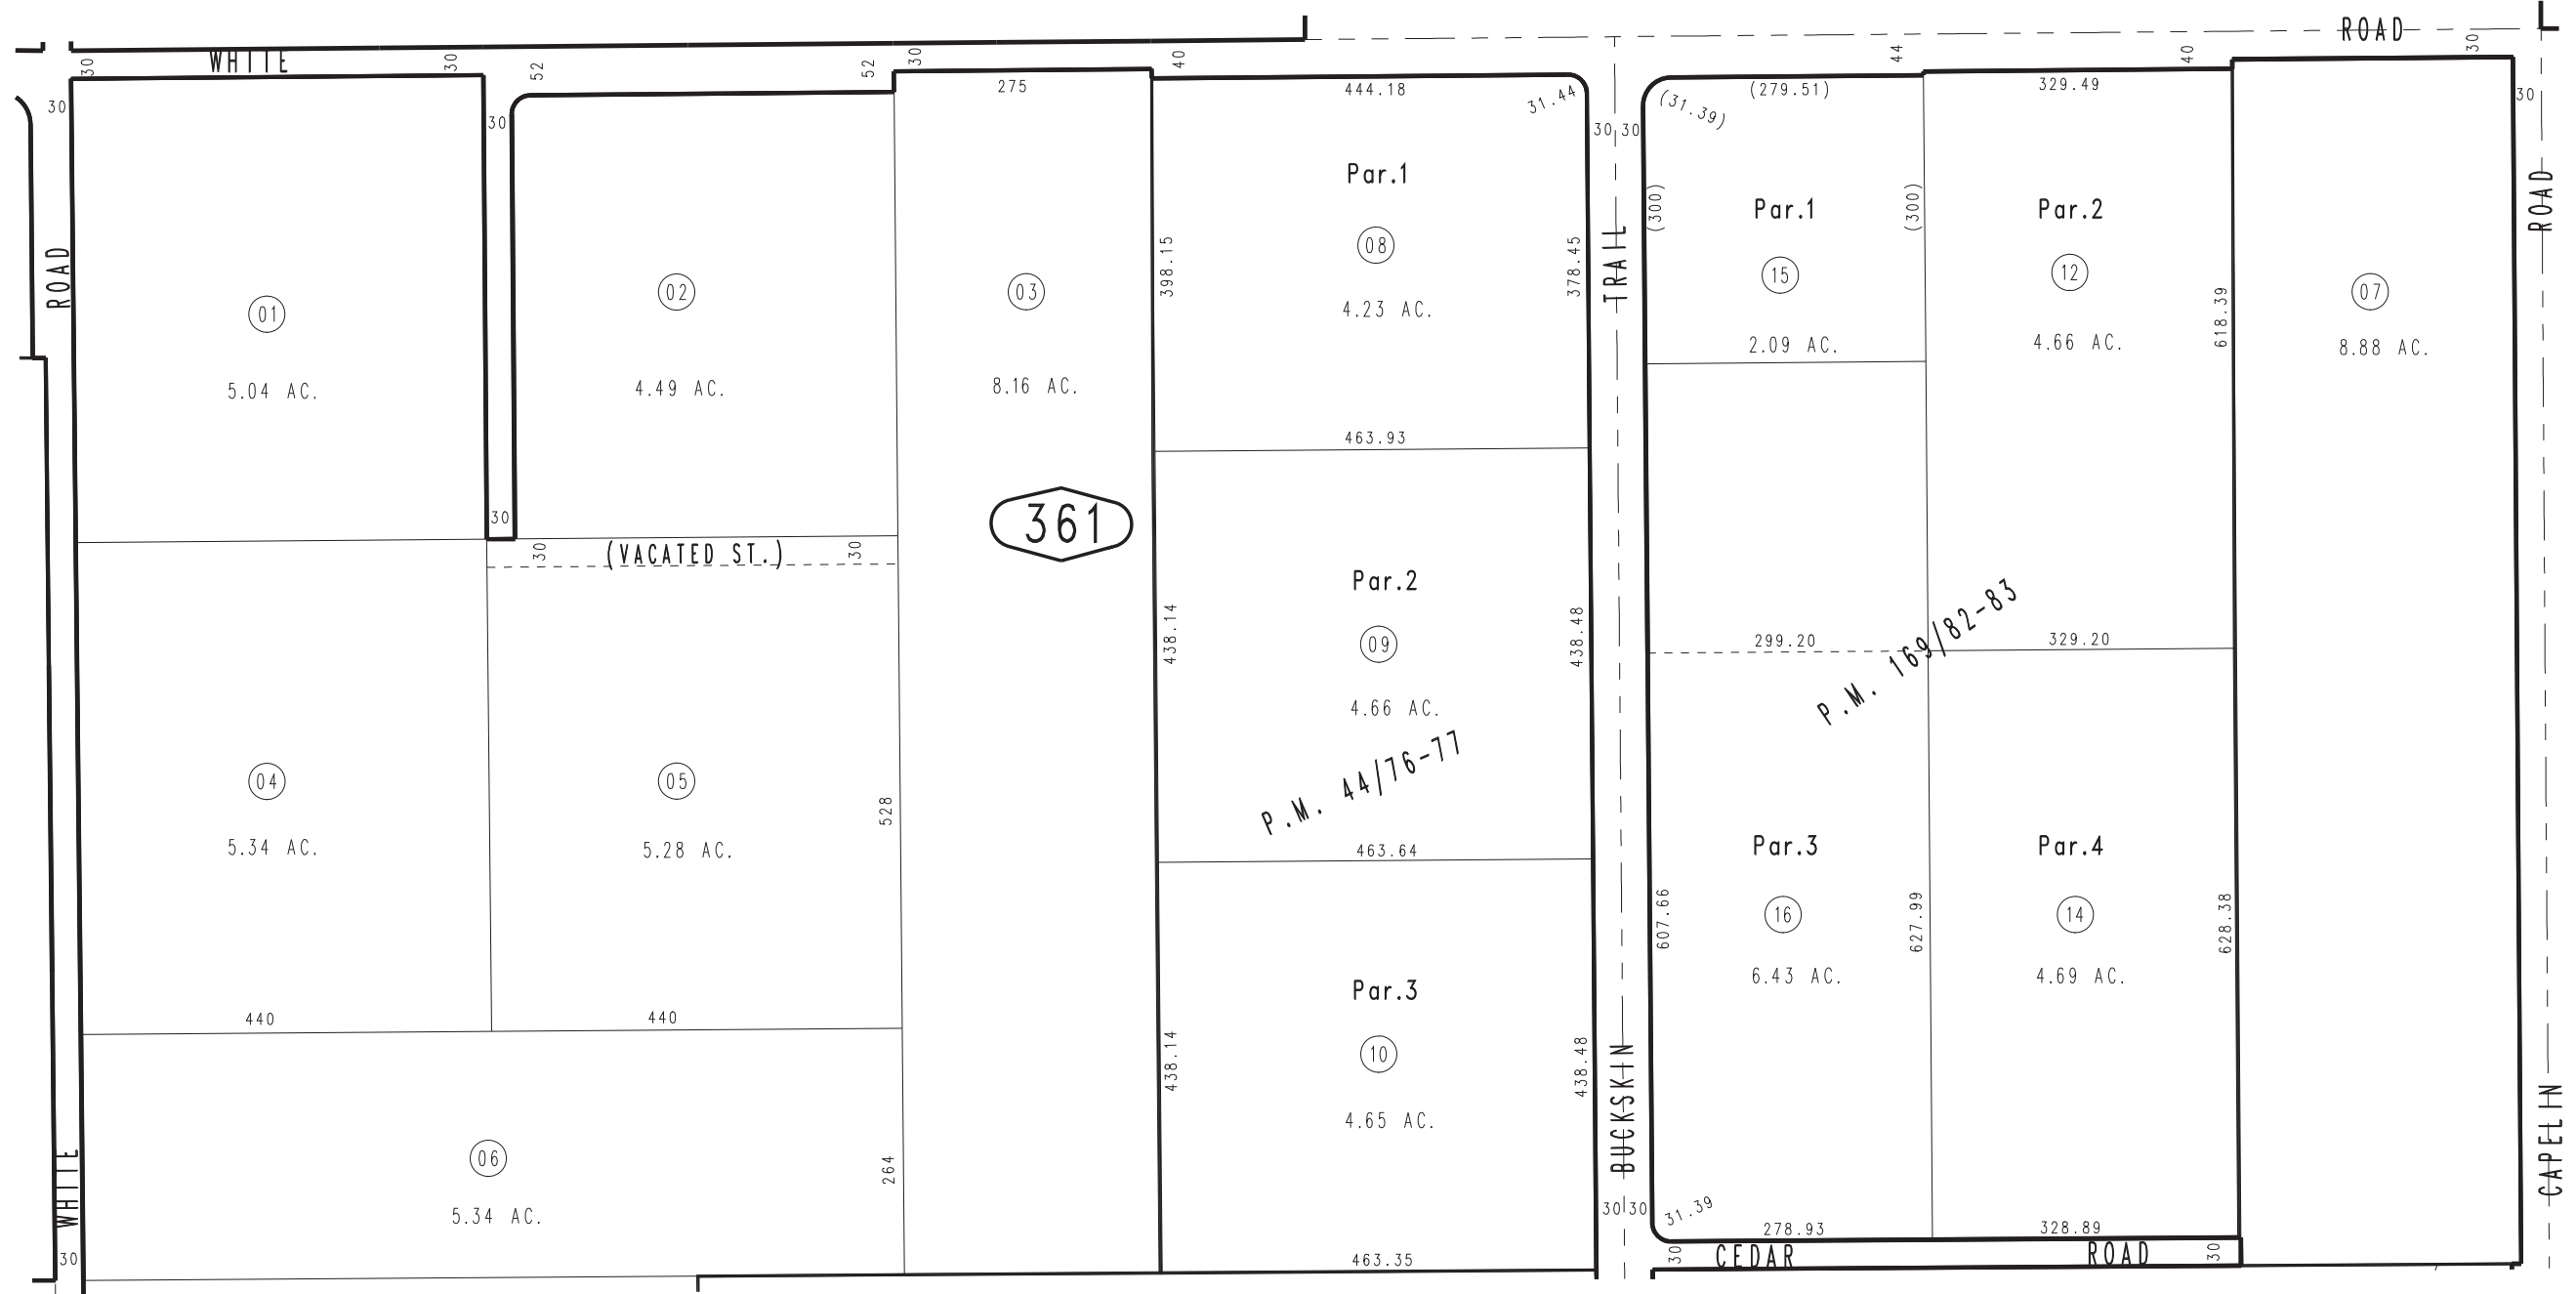 WHITE
ROAD
30
30
52
52
30
40
44
40
30
30
30
275
444.18
31.44
30 30
(31.39)
(279.51)
329.49
30
ROAD
01
5.04 AC.
02
4.49 AC.
03
8.16 AC.
Par.1
08
4.23 AC.
398.15
378.45
463.93
TRAIL
(300)
Par.1
15
2.09 AC.
(300)
Par.2
12
4.66 AC.
618.39
07
8.88 AC.
ROAD
30
30
(VACATED ST.)
30
361
Par.2
09
4.66 AC.
438.14
438.48
P.M. 44/76-77
463.64
299.20
329.20
P.M. 169/82-83
04
5.34 AC.
440
05
5.28 AC.
440
528
Par.3
10
4.65 AC.
438.14
438.48
463.35
Par.3
16
6.43 AC.
607.66
627.99
Par.4
14
4.69 AC.
628.38
BUCKSKIN
CAPELIN
06
5.34 AC.
264
WHITE
30
30 30
31.39
278.93
328.89
30
CEDAR
ROAD
30